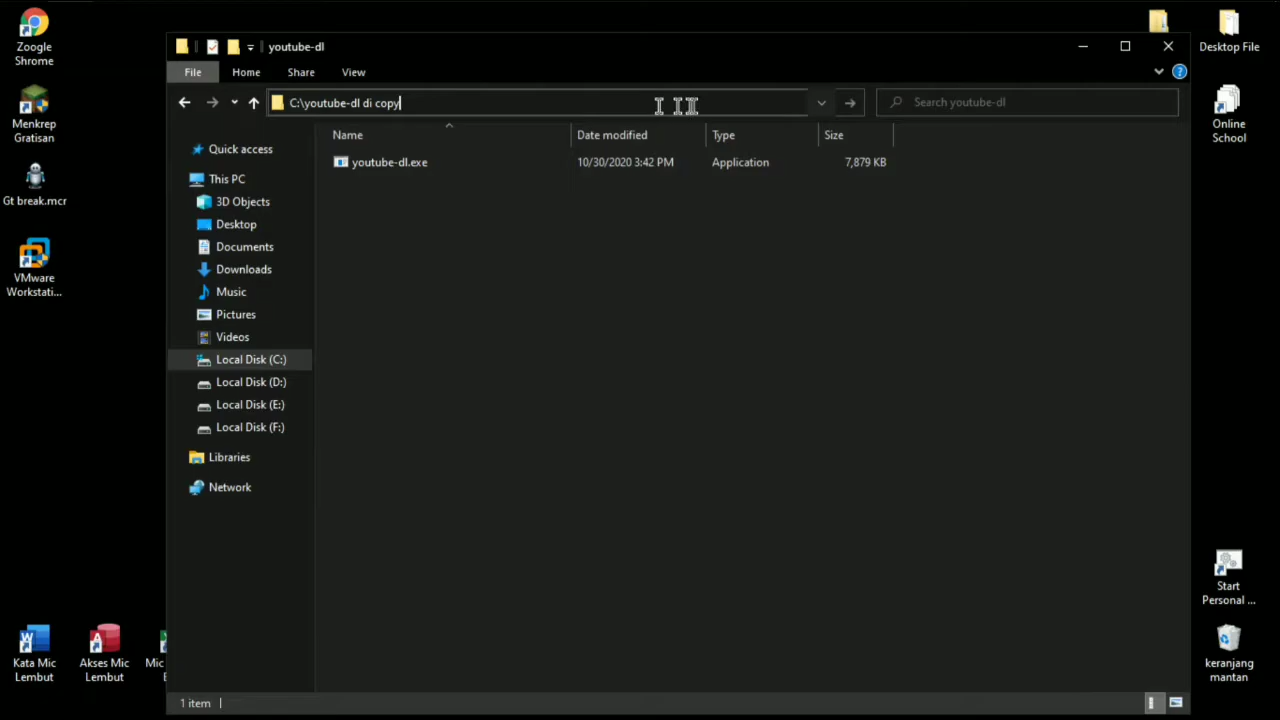 Zoogle
Shrome
Menkrep
Gratisan
Gt break.mcr
VMware
Workstati...
Kata Mic
Lembut
Akses Mic
Lembut
Mic
youtube-dl
File Home Share View
C:\youtube-dl di copy
Search youtube-dl
Name Date modified Type Size
youtube-dl.exe 10/30/2020 3:42 PM Application 7,879 KB
Quick access
This PC
3D Objects
Desktop
Documents
Downloads
Music
Pictures
Videos
Local Disk (C:)
Local Disk (D:)
Local Disk (E:)
Local Disk (F:)
Libraries
Network
1 item
Desktop File
Online
School
Start
Personal ...
keranjang
mantan